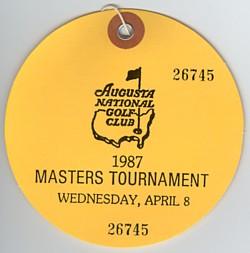 26745
AUGUSTA
NATIONAL
GOLF
CLUB
1987
MASTERS TOURNAMENT
WEDNESDAY, APRIL 8
26745